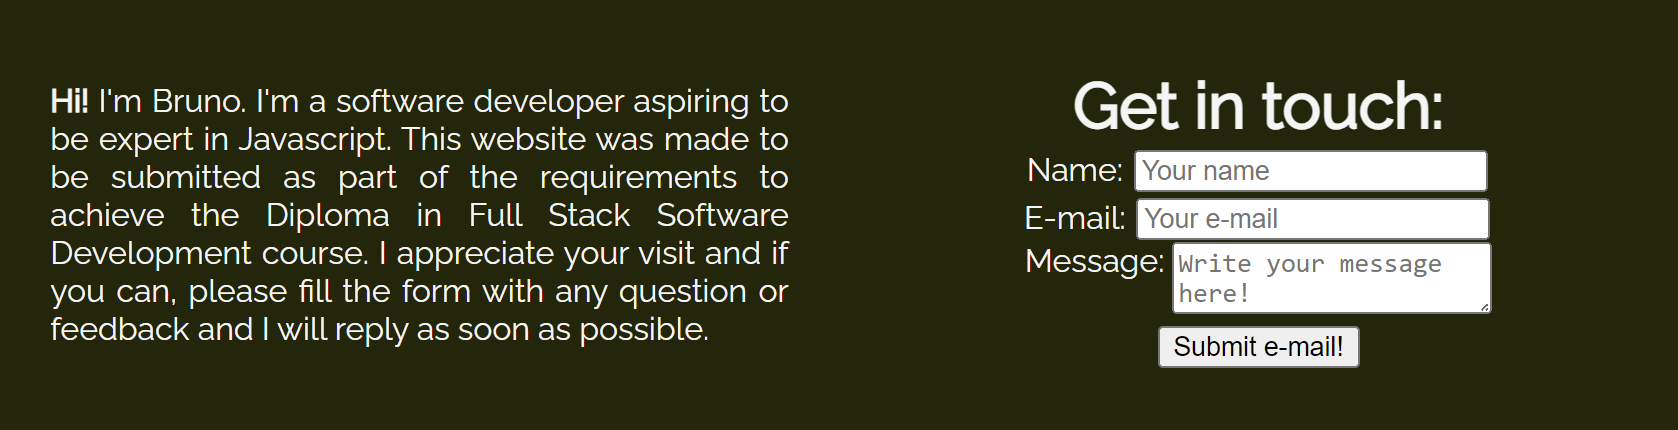 Hi! I'm Bruno. I'm a software developer aspiring to
be expert in Javascript. This website was made to
be submitted as part of the requirements to
achieve the Diploma in Full Stack Software
Development course. I appreciate your visit and if
you can, please fill the form with any question or
feedback and I will reply as soon as possible.
Get in touch:
Name: Your name
E-mail: Your e-mail
Message: Write your message
here!
Submit e-mail!